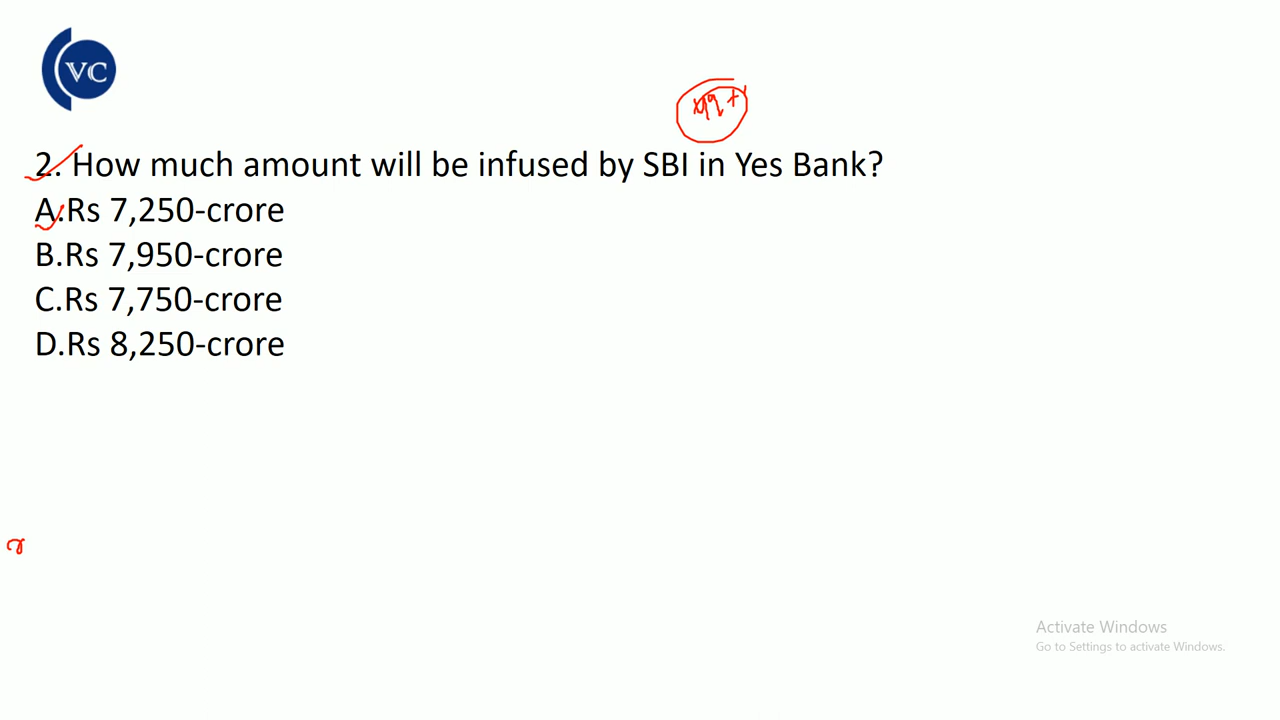 VC
2. How much amount will be infused by SBI in Yes Bank?
A.Rs 7,250-crore
B.Rs 7,950-crore
C.Rs 7,750-crore
D.Rs 8,250-crore
Activate Windows
Go to Settings to activate Windows.